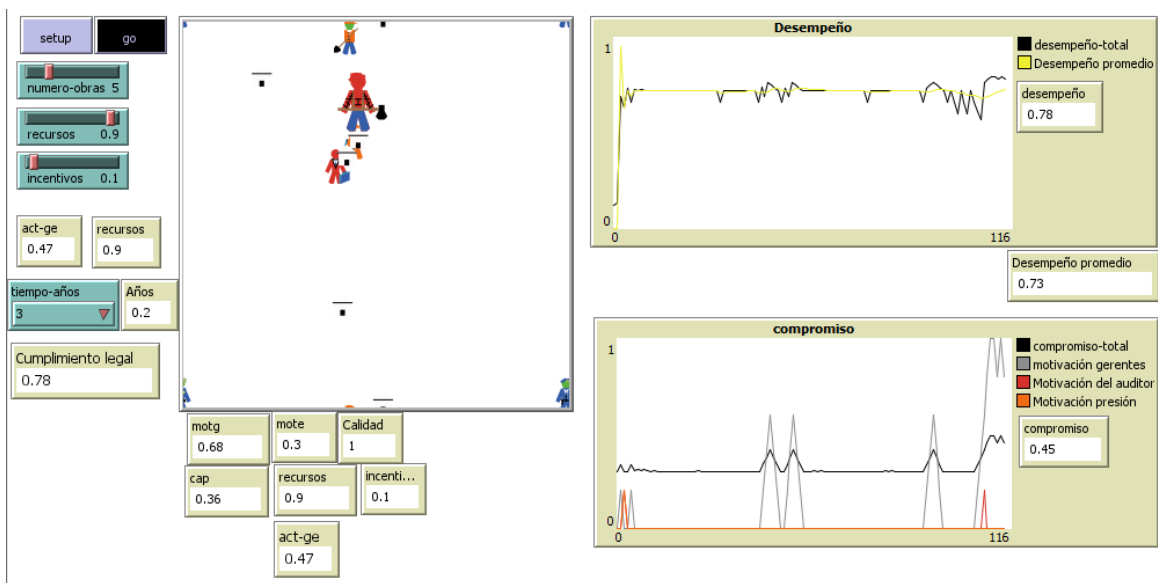 setup
go
numero-obras 5
recursos 0.9
incentivos 0.1
act-ge
0.47
recursos
0.9
tiempo-años
3
Años
0.2
Cumplimiento legal
0.78
motg
0.68
mote
0.3
Calidad
1
cap
0.36
recursos
0.9
incenti...
0.1
act-ge
0.47
Desempeño
1
0
0
116
desempeño-total
Desempeño promedio
desempeño
0.78
Desempeño promedio
0.73
compromiso
1
0
0
116
compromiso-total
motivación gerentes
Motivación del auditor
Motivación presión
compromiso
0.45